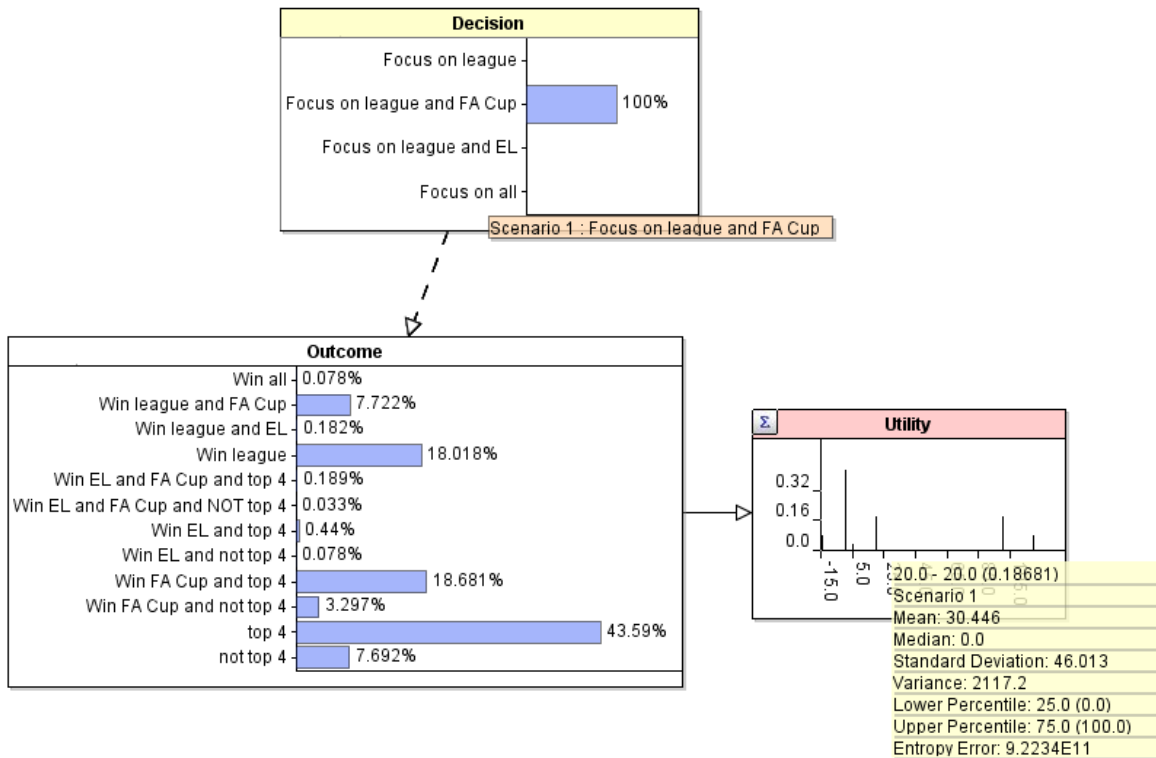 Decision
Focus on league
Focus on league and FA Cup 100%
Focus on league and EL
Focus on all
Scenario 1 : Focus on league and FA Cup
Outcome
Win all 0.078%
Win league and FA Cup 7.722%
Win league and EL 0.182%
Win league 18.018%
Win EL and FA Cup and top 4 0.189%
Win EL and FA Cup and NOT top 4 0.033%
Win EL and top 4 0.44%
Win EL and not top 4 0.078%
Win FA Cup and top 4 18.681%
Win FA Cup and not top 4 3.297%
top 4 43.59%
not top 4 7.692%
Σ Utility
0.32
0.16
0.0
-15.0
5.0
20.0 - 20.0 (0.18681)
Scenario 1
Mean: 30.446
Median: 0.0
Standard Deviation: 46.013
Variance: 2117.2
Lower Percentile: 25.0 (0.0)
Upper Percentile: 75.0 (100.0)
Entropy Error: 9.2234E11